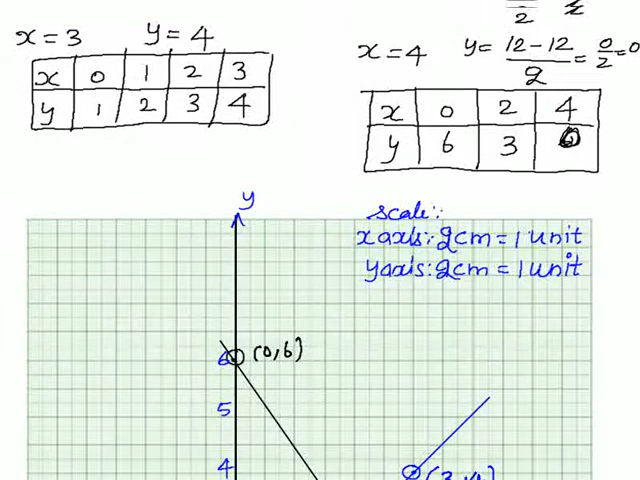 x=3 y=4
x 0 1 2 3
y 1 2 3 4
2
x=4 y= 12-12/2 = 0/2 =0
x 0 2 4
y 6 3 0
scale:
x axis: 2cm = 1 unit
y axis: 2cm = 1 unit
y
6 (0,6)
5
4